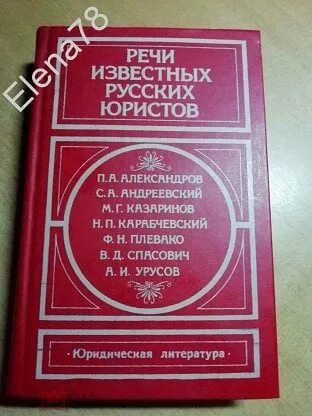 Elena78
РЕЧИ
ИЗВЕСТНЫХ
РУССКИХ
ЮРИСТОВ
П. А. АЛЕКСАНДРОВ
С. А. АНДРЕЕВСКИЙ
М. Г. КАЗАРИНОВ
Н. П. КАРАБЧЕВСКИЙ
Ф. Н. ПЛЕВАКО
В. Д. СПАСОВИЧ
А. И. УРУСОВ
· Юридическая литература ·